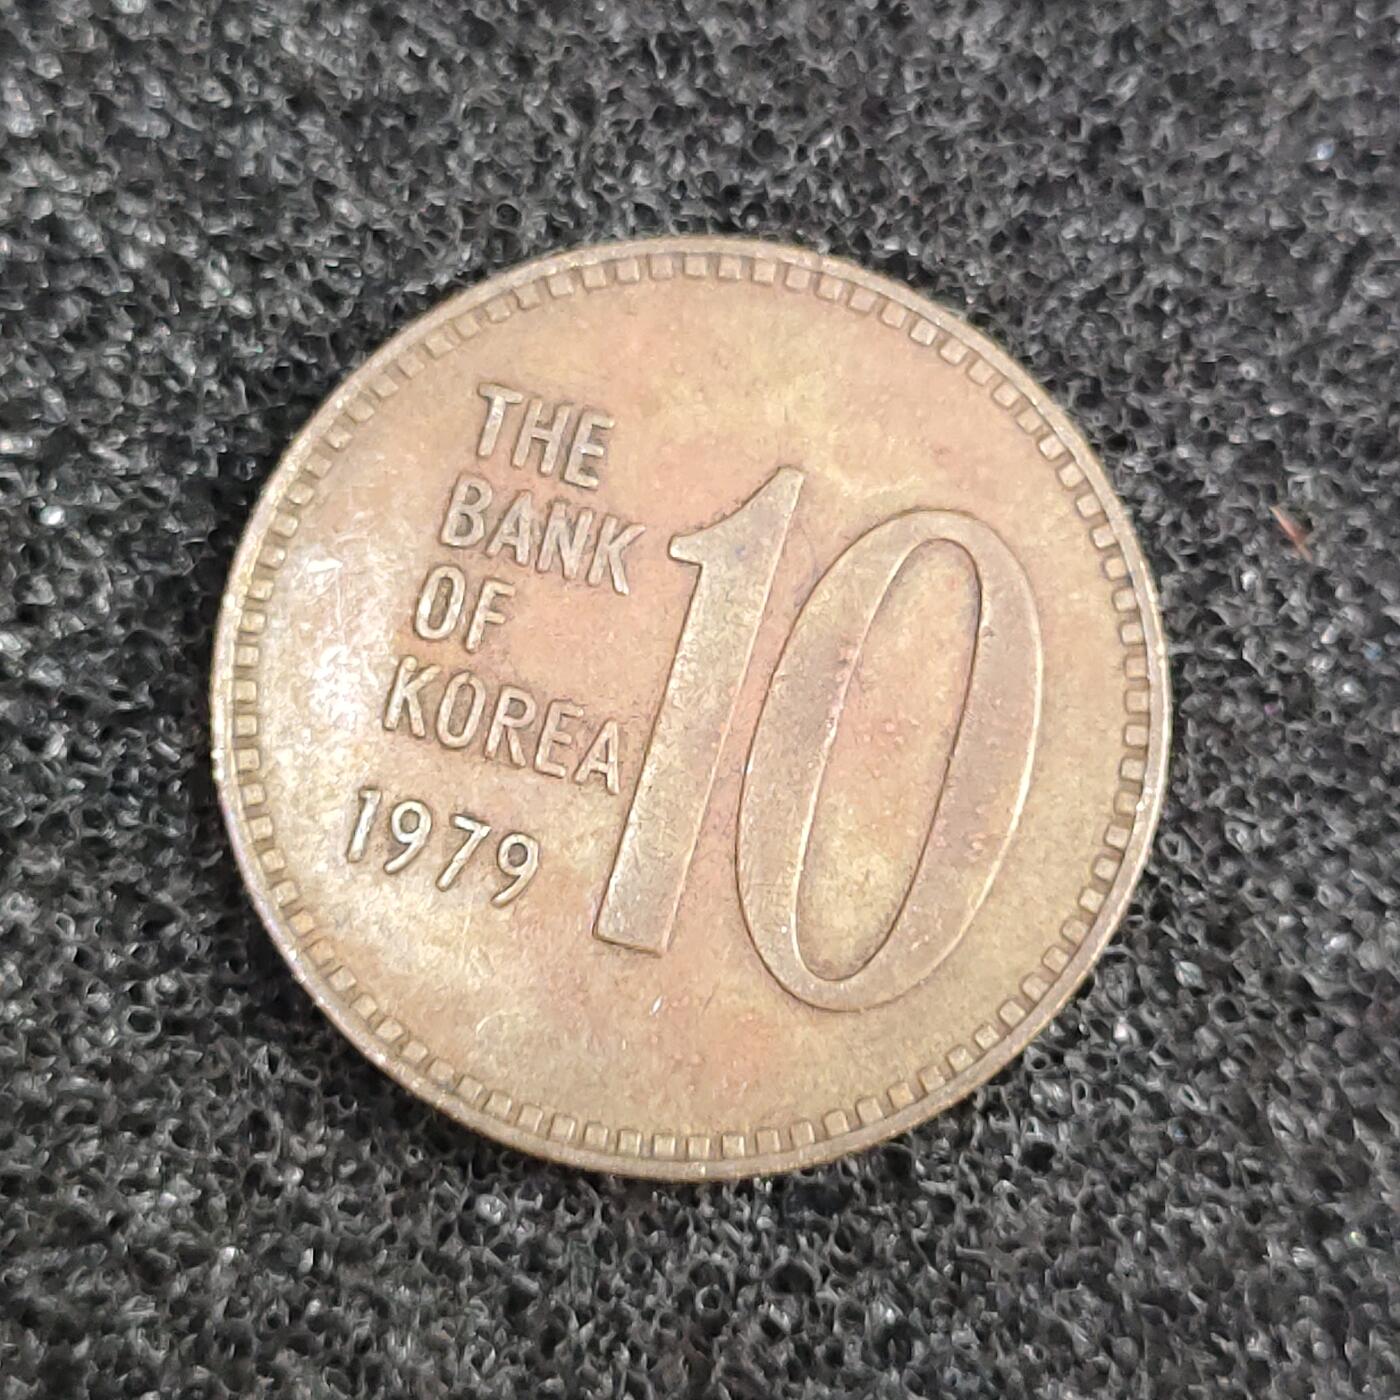 THE
BANK
OF
KOREA
1979
10